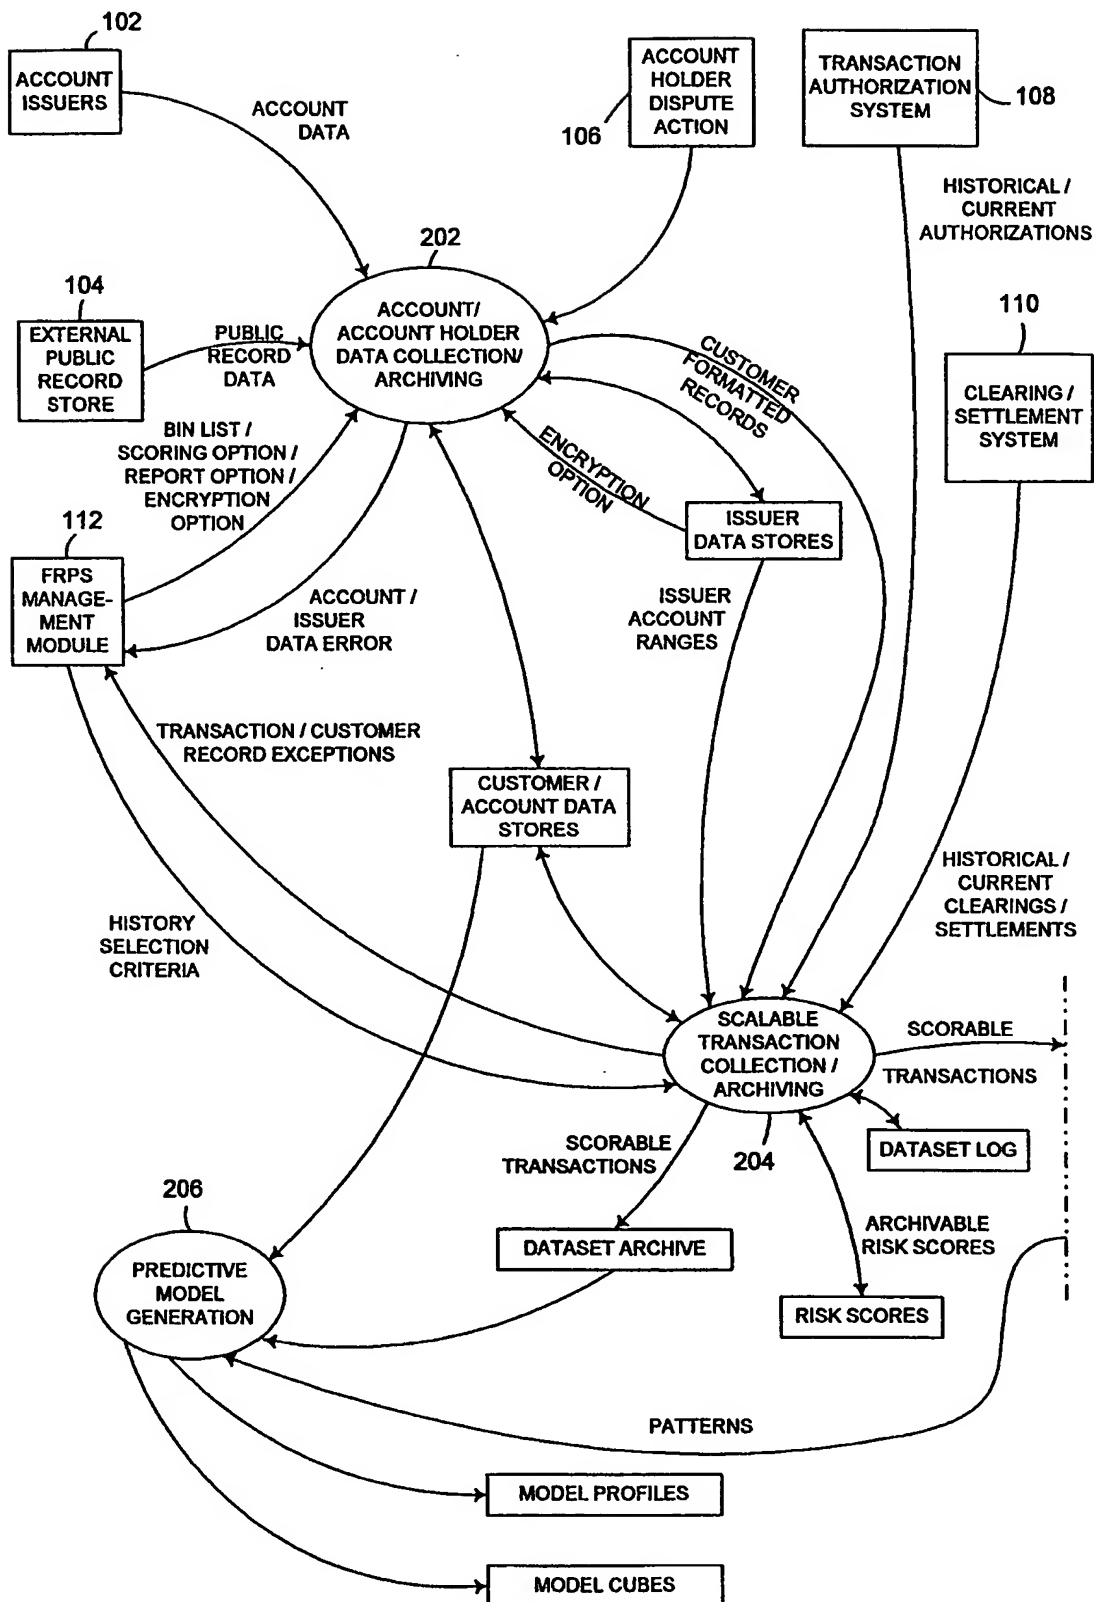 102
ACCOUNT
ISSUERS
ACCOUNT
DATA
ACCOUNT
HOLDER
DISPUTE
ACTION
106
TRANSACTION
AUTHORIZATION
SYSTEM
108
HISTORICAL /
CURRENT
AUTHORIZATIONS
202
ACCOUNT/
ACCOUNT HOLDER
DATA COLLECTION/
ARCHIVING
104
EXTERNAL
PUBLIC
RECORD
STORE
PUBLIC
RECORD
DATA
110
CLEARING /
SETTLEMENT
SYSTEM
CUSTOMER
FORMATTED
RECORDS
ENCRYPTION
OPTION
BIN LIST /
SCORING OPTION /
REPORT OPTION /
ENCRYPTION
OPTION
ISSUER
DATA STORES
112
FRPS
MANAGE-
MENT
MODULE
ACCOUNT /
ISSUER
DATA ERROR
ISSUER
ACCOUNT
RANGES
TRANSACTION / CUSTOMER
RECORD EXCEPTIONS
CUSTOMER /
ACCOUNT DATA
STORES
HISTORICAL /
CURRENT
CLEARINGS /
SETTLEMENTS
HISTORY
SELECTION
CRITERIA
SCALABLE
TRANSACTION
COLLECTION /
ARCHIVING
SCORABLE
TRANSACTIONS
204
DATASET LOG
SCORABLE
TRANSACTIONS
206
PREDICTIVE
MODEL
GENERATION
DATASET ARCHIVE
ARCHIVABLE
RISK SCORES
RISK SCORES
PATTERNS
MODEL PROFILES
MODEL CUBES